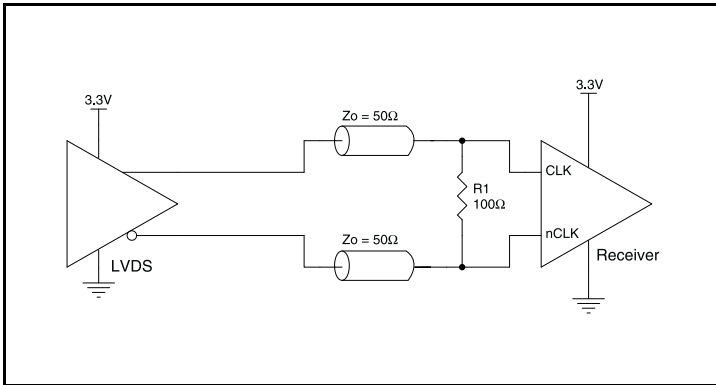 3.3V
3.3V
Zo = 50Ω
CLK
R1
100Ω
nCLK
Zo = 50Ω
Receiver
LVDS